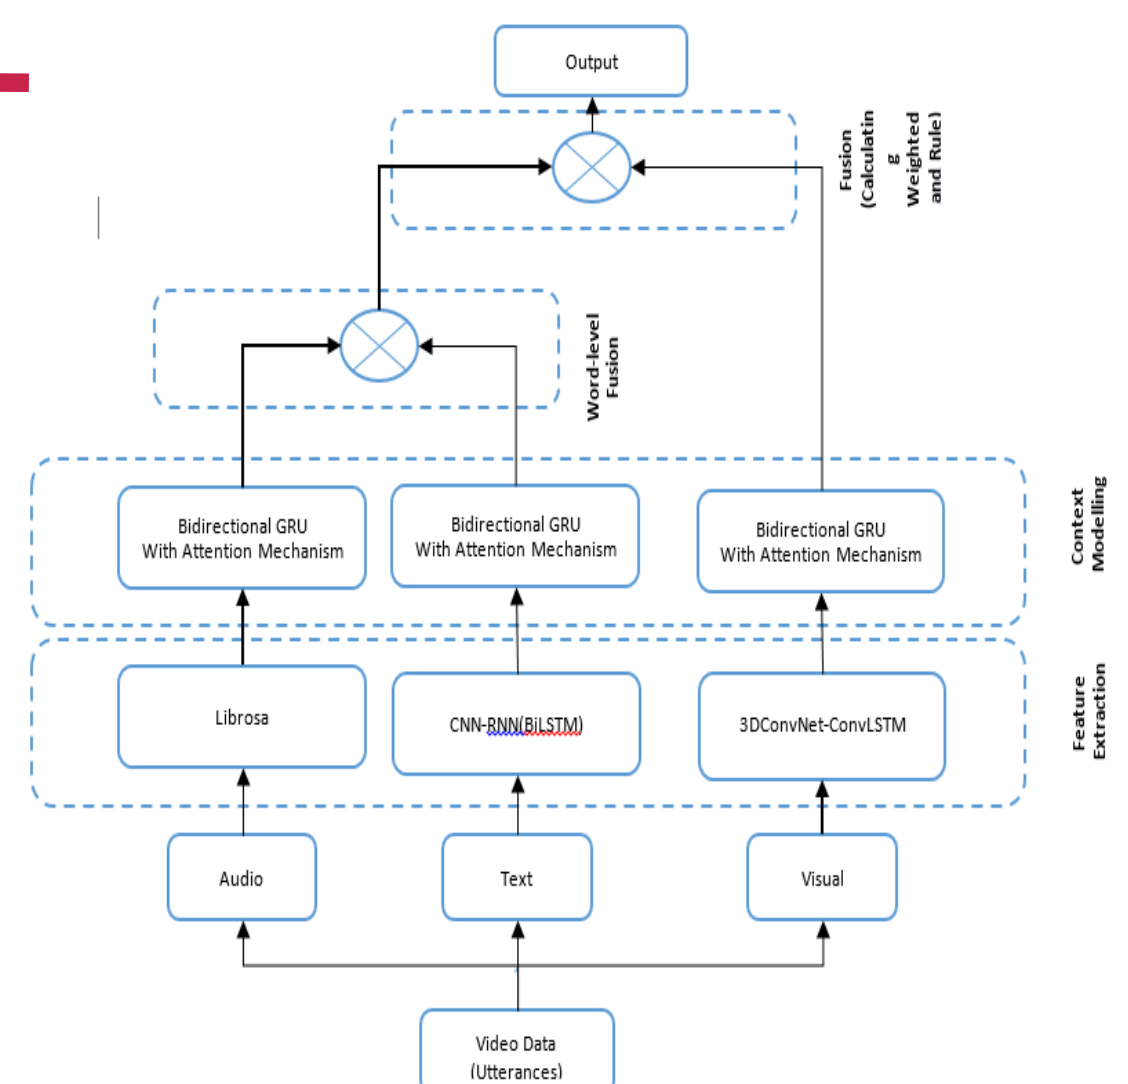 Output
Fusion
(Calculatin
g
Weighted
and Rule)
Word-level
Fusion
Bidirectional GRU
With Attention Mechanism
Bidirectional GRU
With Attention Mechanism
Bidirectional GRU
With Attention Mechanism
Context
Modelling
Librosa
CNN-RNN(BiLSTM)
3DConvNet-ConvLSTM
Feature
Extraction
Audio
Text
Visual
Video Data
(Utterances)